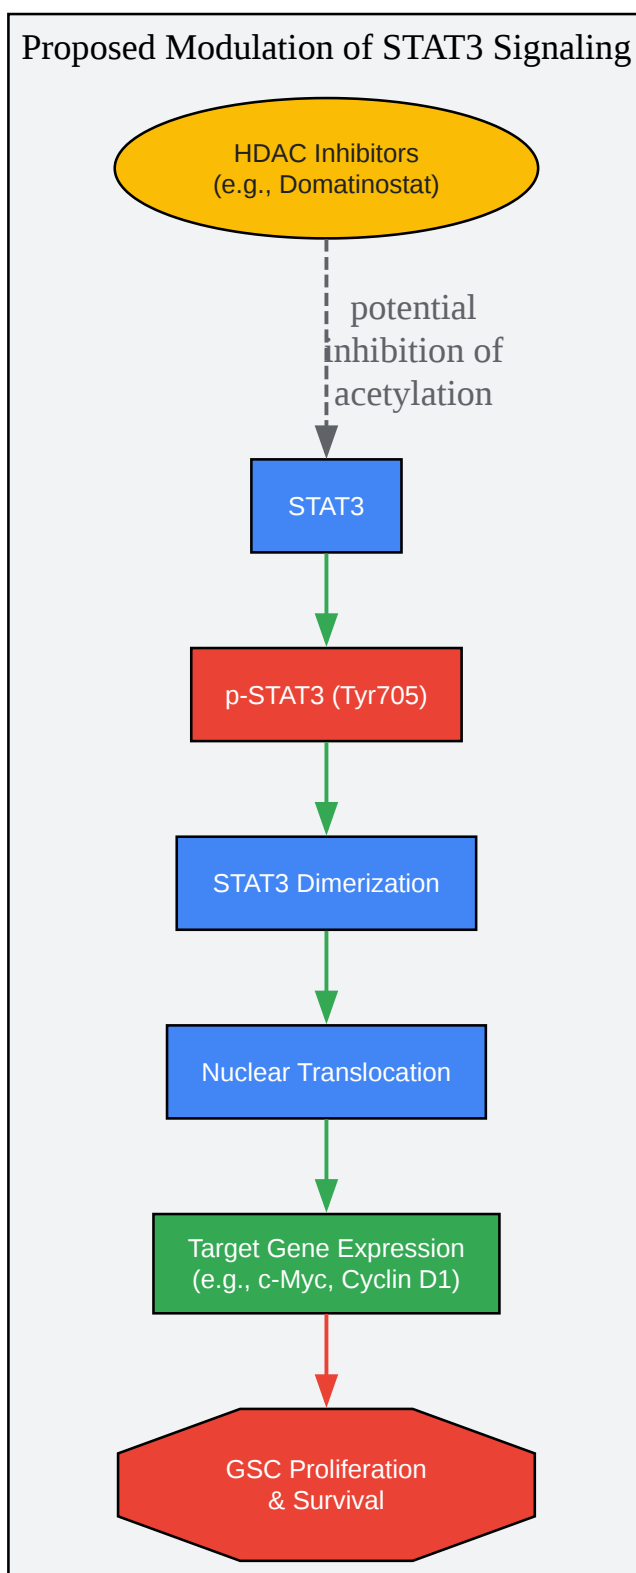 Proposed Modulation of STAT3 Signaling
HDAC Inhibitors
(e.g., Domatinostat)
potential
inhibition of
acetylation
STAT3
p-STAT3 (Tyr705)
STAT3 Dimerization
Nuclear Translocation
Target Gene Expression
(e.g., c-Myc, Cyclin D1)
GSC Proliferation
& Survival